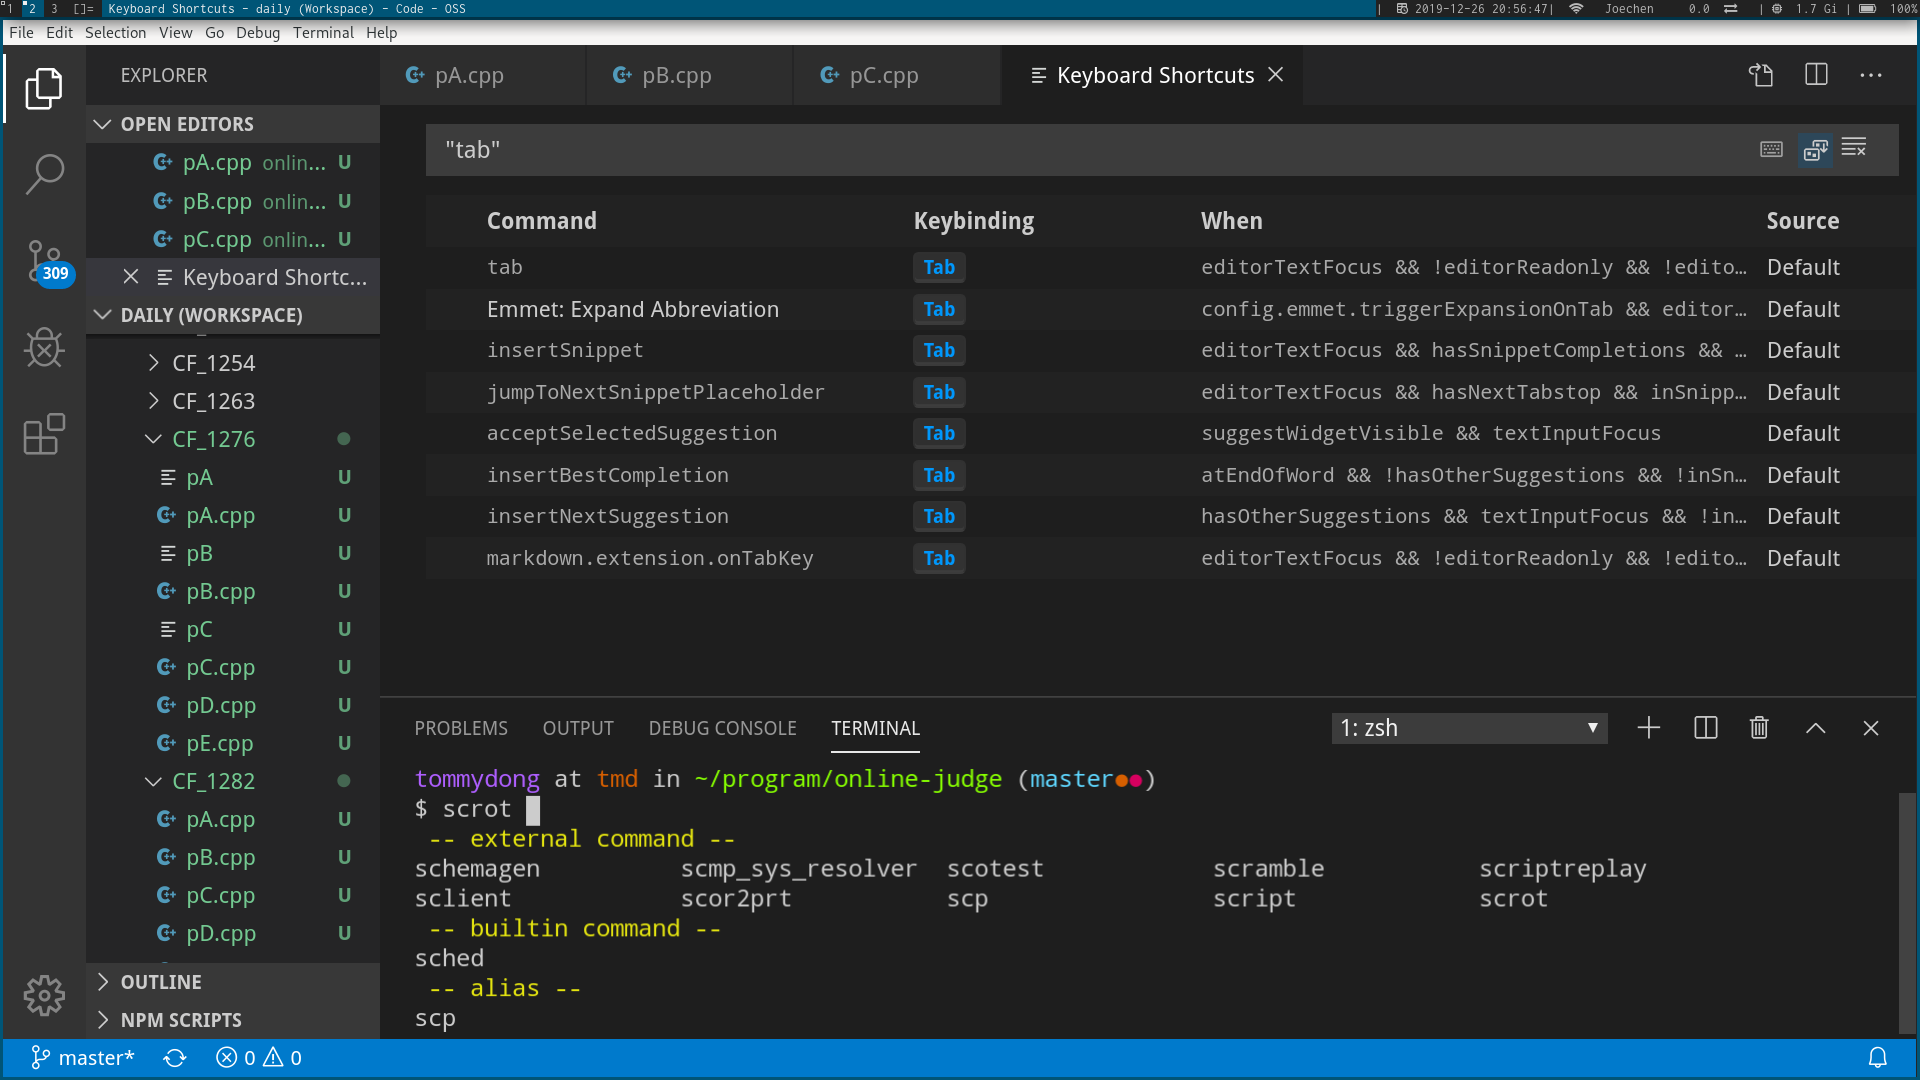 1 2 3 []= Keyboard Shortcuts - daily (Workspace) - Code - OSS | 2019-12-26 20:56:47| Joechen 0.0 | 1.7 Gi | 100%
File Edit Selection View Go Debug Terminal Help
EXPLORER
OPEN EDITORS
pA.cpp onlin... U
pB.cpp onlin... U
pC.cpp onlin... U
Keyboard Shortc...
309
DAILY (WORKSPACE)
CF_1254
CF_1263
CF_1276
pA U
pA.cpp U
pB U
pB.cpp U
pC U
pC.cpp U
pD.cpp U
pE.cpp U
CF_1282
pA.cpp U
pB.cpp U
pC.cpp U
pD.cpp U
OUTLINE
NPM SCRIPTS
pA.cpp pB.cpp pC.cpp Keyboard Shortcuts
"tab"
Command Keybinding When Source
tab Tab editorTextFocus && !editorReadonly && !edito... Default
Emmet: Expand Abbreviation Tab config.emmet.triggerExpansionOnTab && editor... Default
insertSnippet Tab editorTextFocus && hasSnippetCompletions && ... Default
jumpToNextSnippetPlaceholder Tab editorTextFocus && hasNextTabstop && inSnipp... Default
acceptSelectedSuggestion Tab suggestWidgetVisible && textInputFocus Default
insertBestCompletion Tab atEndOfWord && !hasOtherSuggestions && !inSn... Default
insertNextSuggestion Tab hasOtherSuggestions && textInputFocus && !in... Default
markdown.extension.onTabKey Tab editorTextFocus && !editorReadonly && !edito... Default
PROBLEMS OUTPUT DEBUG CONSOLE TERMINAL 1: zsh
tommydong at tmd in ~/program/online-judge (master●●)
$ scrot
-- external command --
schemagen scmp_sys_resolver scotest scramble scriptreplay
sclient scor2prt scp script scrot
-- builtin command --
sched
-- alias --
scp
master* 0 0